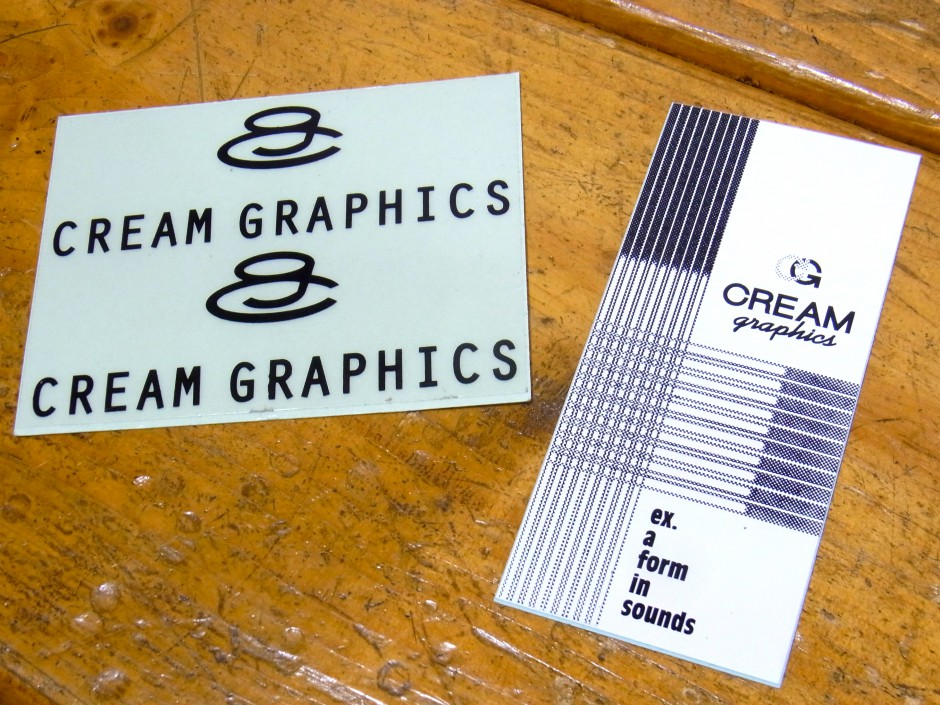 CREAM GRAPHICS
CREAM GRAPHICS
CG
CREAM
graphics
ex.
a
form
in
sounds